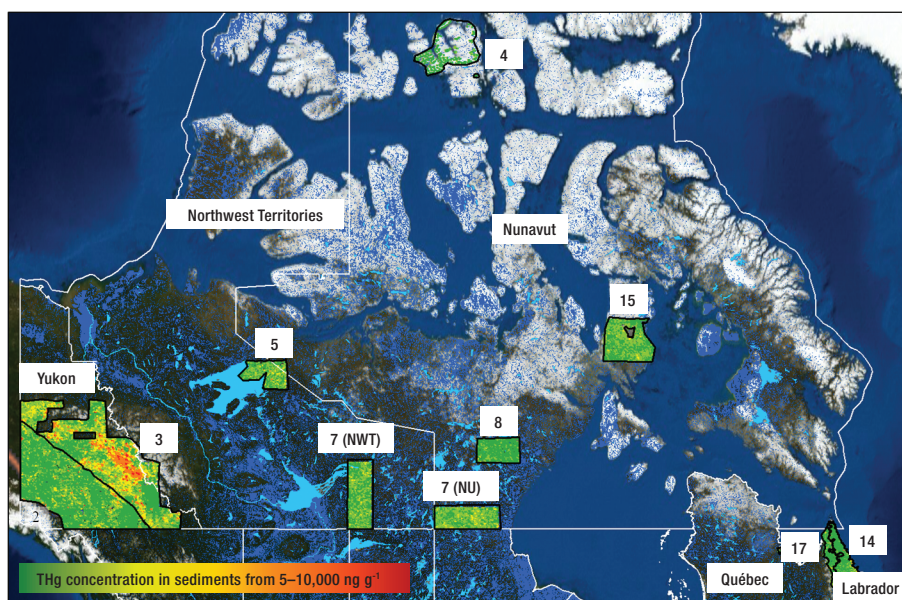 4
Northwest Territories
Nunavut
15
5
Yukon
3
8
7 (NWT)
7 (NU)
2
17
14
Québec
Labrador
THg concentration in sediments from 5–10,000 ng g⁻¹